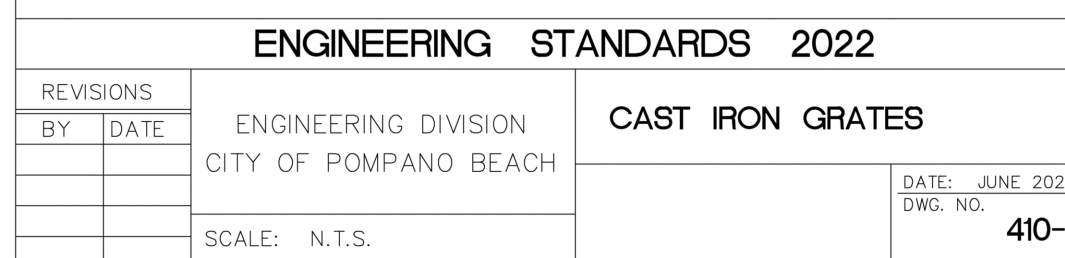 ENGINEERING STANDARDS 2022
REVISIONS
BY DATE
ENGINEERING DIVISION
CITY OF POMPANO BEACH
SCALE: N.T.S.
CAST IRON GRATES
DATE: JUNE 202
DWG. NO.
410-